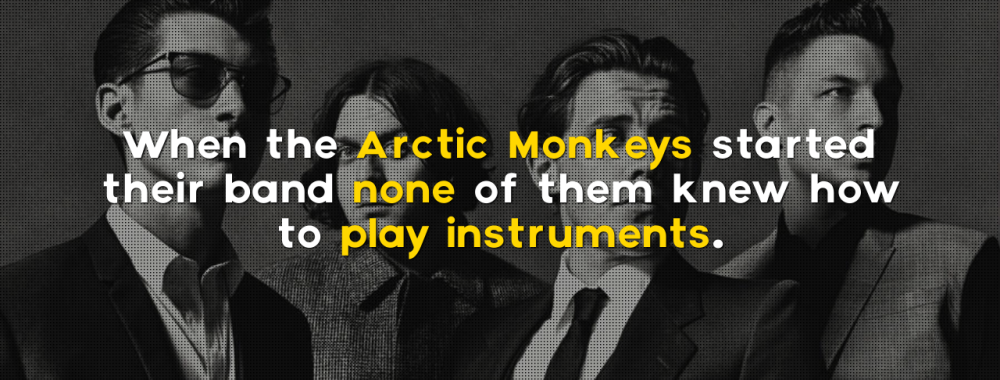 When the Arctic Monkeys started
their band none of them knew how
to play instruments.